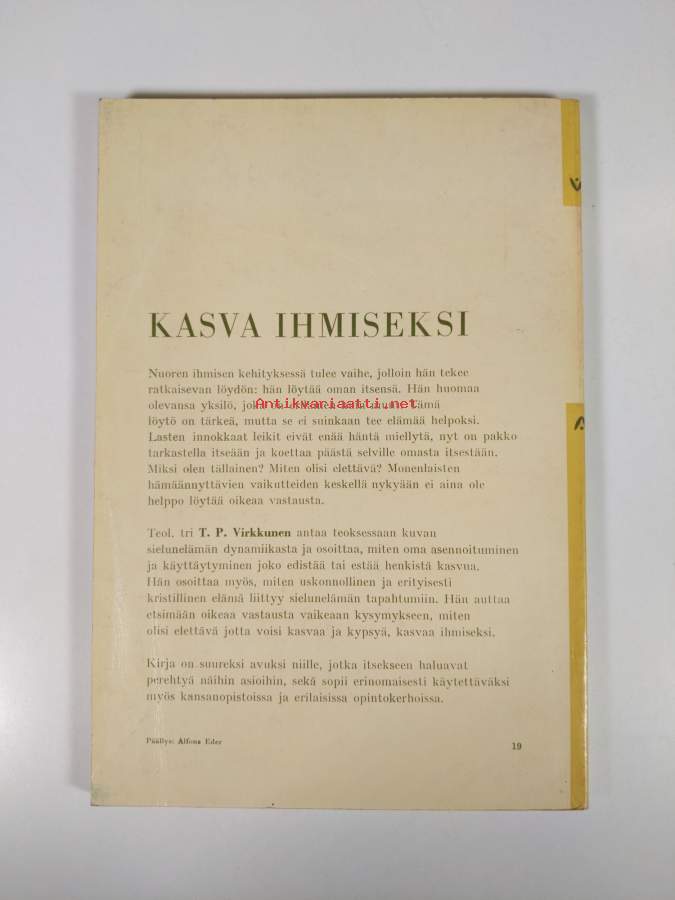 KASVA IHMISEKSI
Nuoren ihmisen kehityksessä tulee vaihe, jolloin hän tekee
ratkaisevan löydön: hän löytää oman itsensä. Hän huomaa
olevansa yksilö, joka
Antikvariaatti.net
löytö on tärkeä, mutta se ei suinkaan tee elämää helpoksi.
Lasten innokkaat leikit eivät enää häntä miellytä, nyt on pakko
tarkastella itseään ja koettaa päästä selville omasta itsestään.
Miksi olen tällainen? Miten olisi elettävä? Monenlaisten
hämäännyttävien vaikutteiden keskellä nykyään ei aina ole
helppo löytää oikeaa vastausta.
Teol. tri T. P. Virkkunen antaa teoksessaan kuvan
sielunelämän dynamiikasta ja osoittaa, miten oma asennoituminen
ja käyttäytyminen joko edistää tai estää henkistä kasvua.
Hän osoittaa myös, miten uskonnollinen ja erityisesti
kristillinen elämä liittyy sielunelämän tapahtumiin. Hän auttaa
etsimään oikeaa vastausta vaikeaan kysymykseen, miten
olisi elettävä jotta voisi kasvaa ja kypsyä, kasvaa ihmiseksi.
Kirja on suureksi avuksi niille, jotka itsekseen haluavat
perehtyä näihin asioihin, sekä sopii erinomaisesti käytettäväksi
myös kansanopistoissa ja erilaisissa opintokerhoissa.
Päällys: Alfons Eder
19